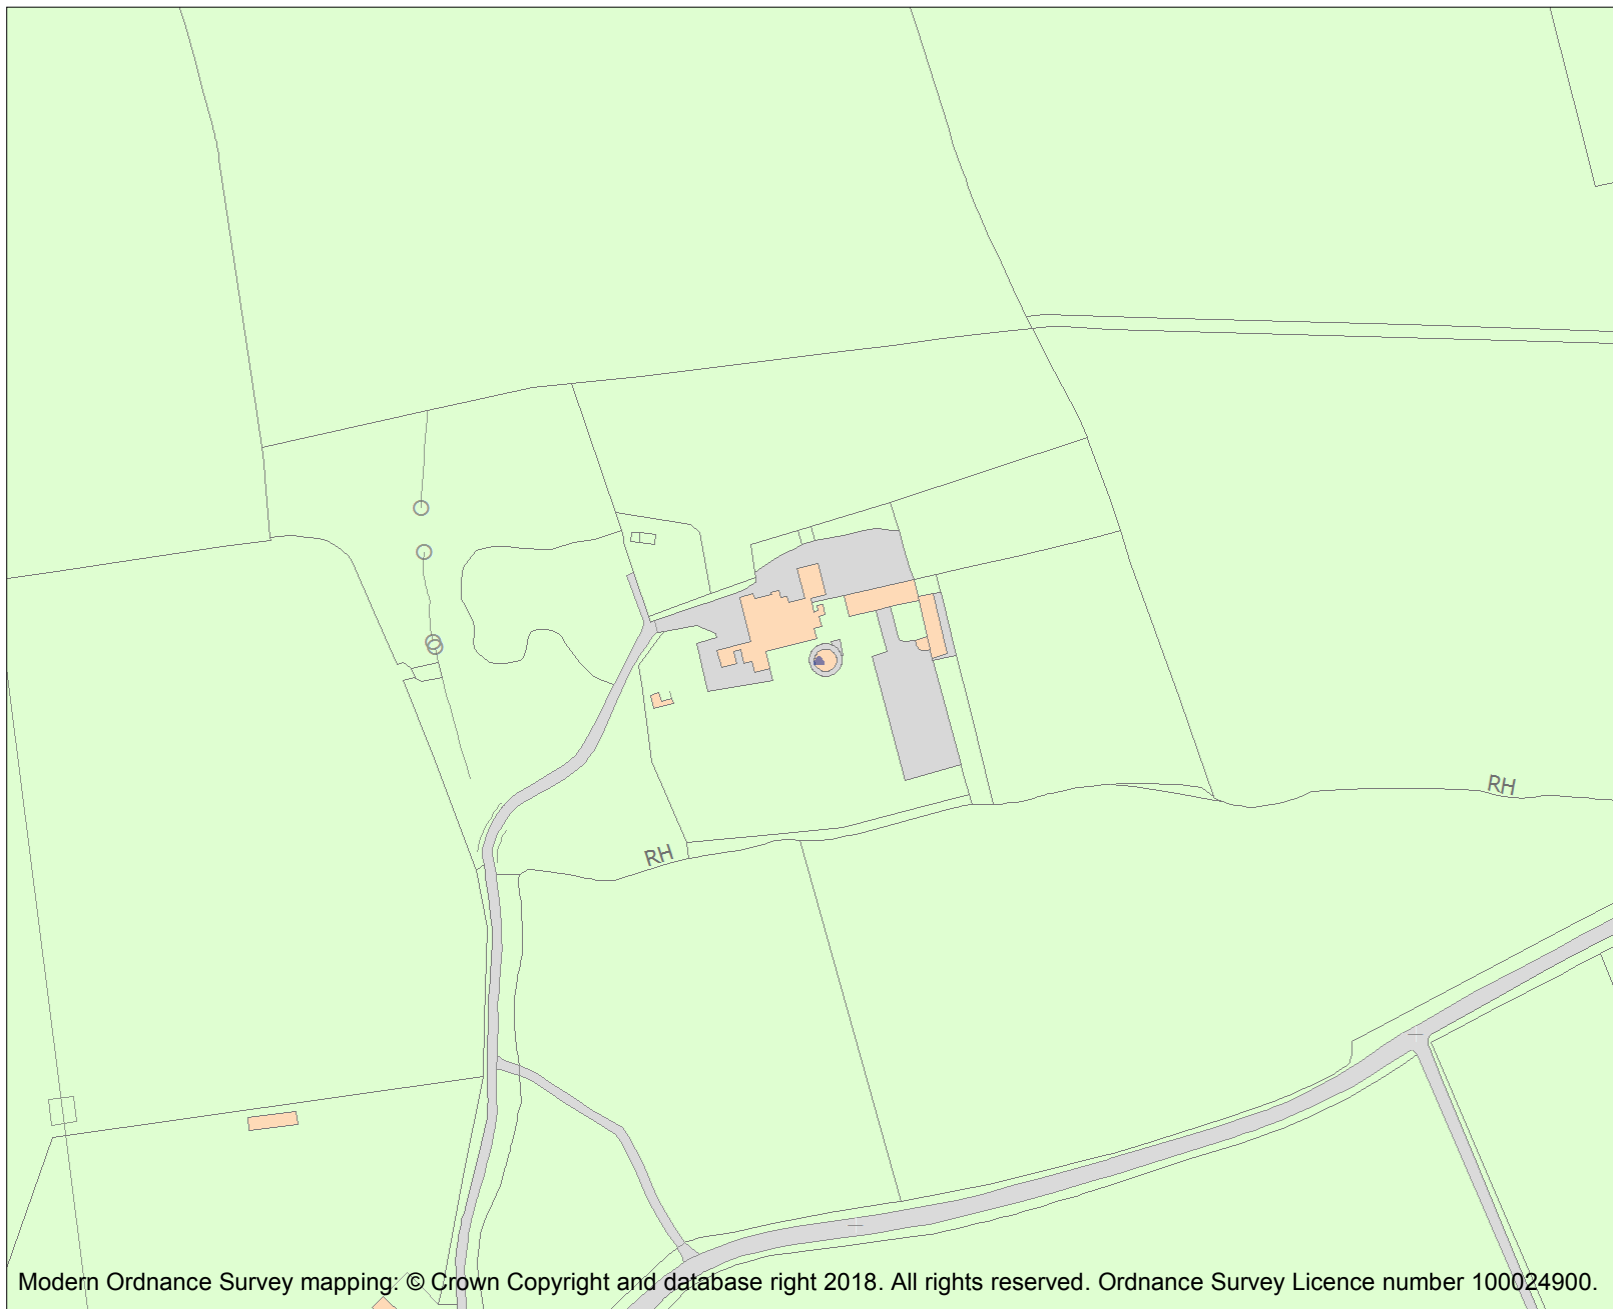 RH
RH
Modern Ordnance Survey mapping: © Crown Copyright and database right 2018. All rights reserved. Ordnance Survey Licence number 100024900.